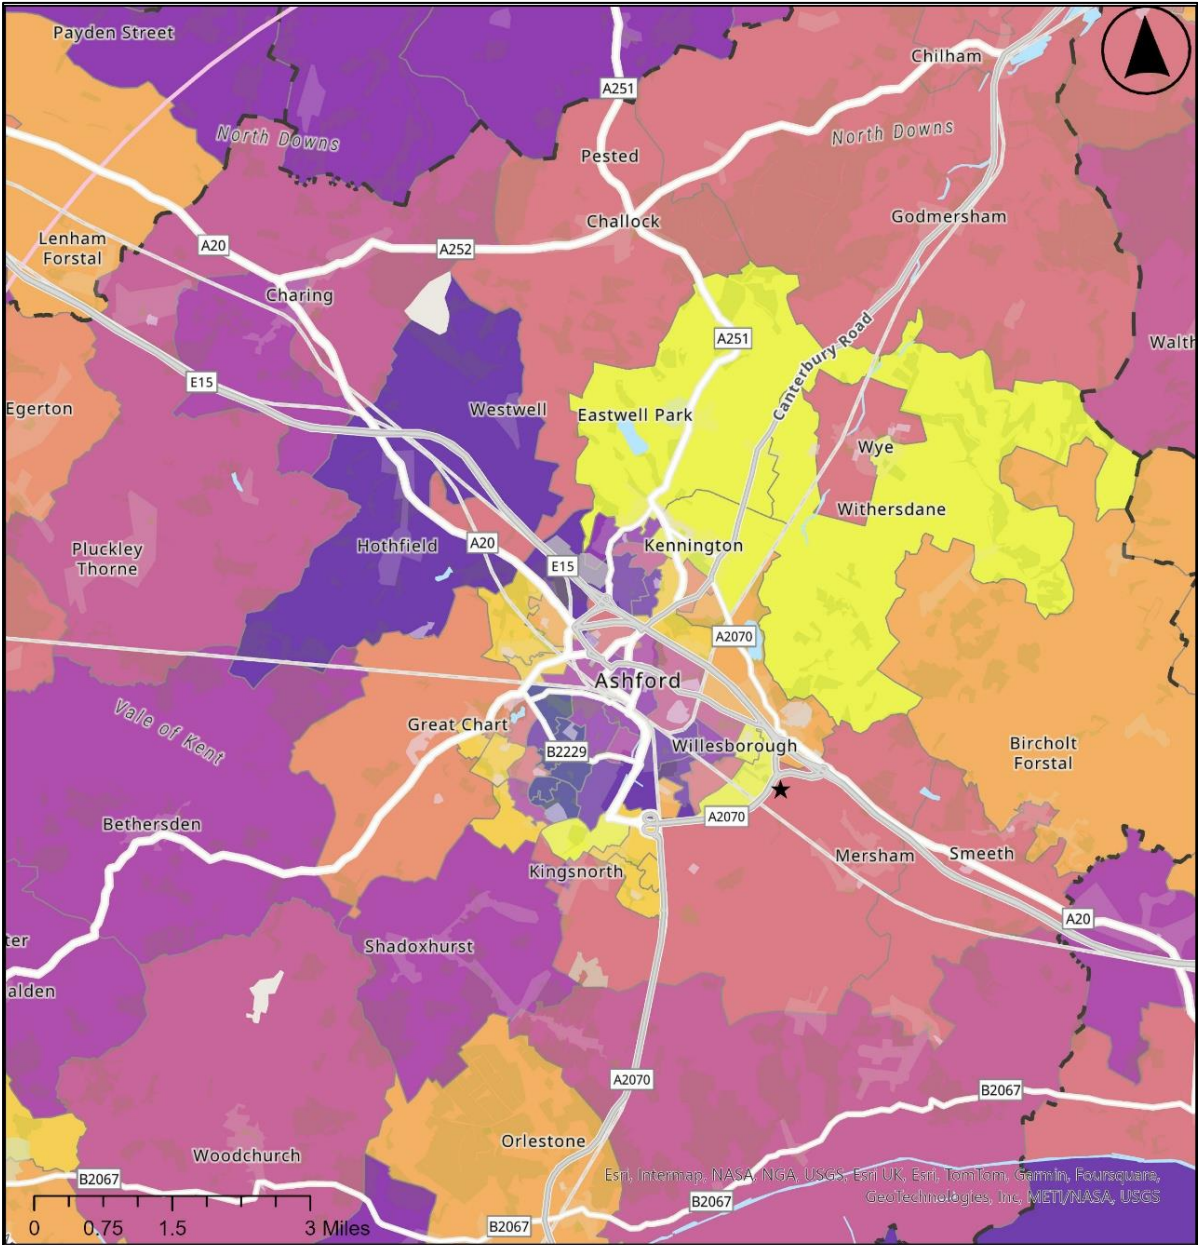 Payden Street
Chilham
A251
North Downs
North Downs
Pested
Challock
Godmersham
Lenham
Forstal
A20
A252
Charing
A251
Canterbury Road
Walth
E15
Egerton
Westwell
Eastwell Park
Wye
Withersdane
Pluckley
Thorne
Hothfield
A20
Kennington
E15
A2070
Ashford
Vale of Kent
Great Chart
B2229
Willesborough
Bircholt
Forstal
Bethersden
A2070
Kingsnorth
Mersham
Smeeth
ter
Shadoxhurst
A20
alden
A2070
B2067
Orlestone
Woodchurch
B2067
Esri, Intermap, NASA, NGA, USGS, Esri UK, Esri, TomTom, Garmin, Foursquare,
GeoTechnologies, Inc, METI/NASA, USGS
B2067
B2067
0 0.75 1.5 3 Miles